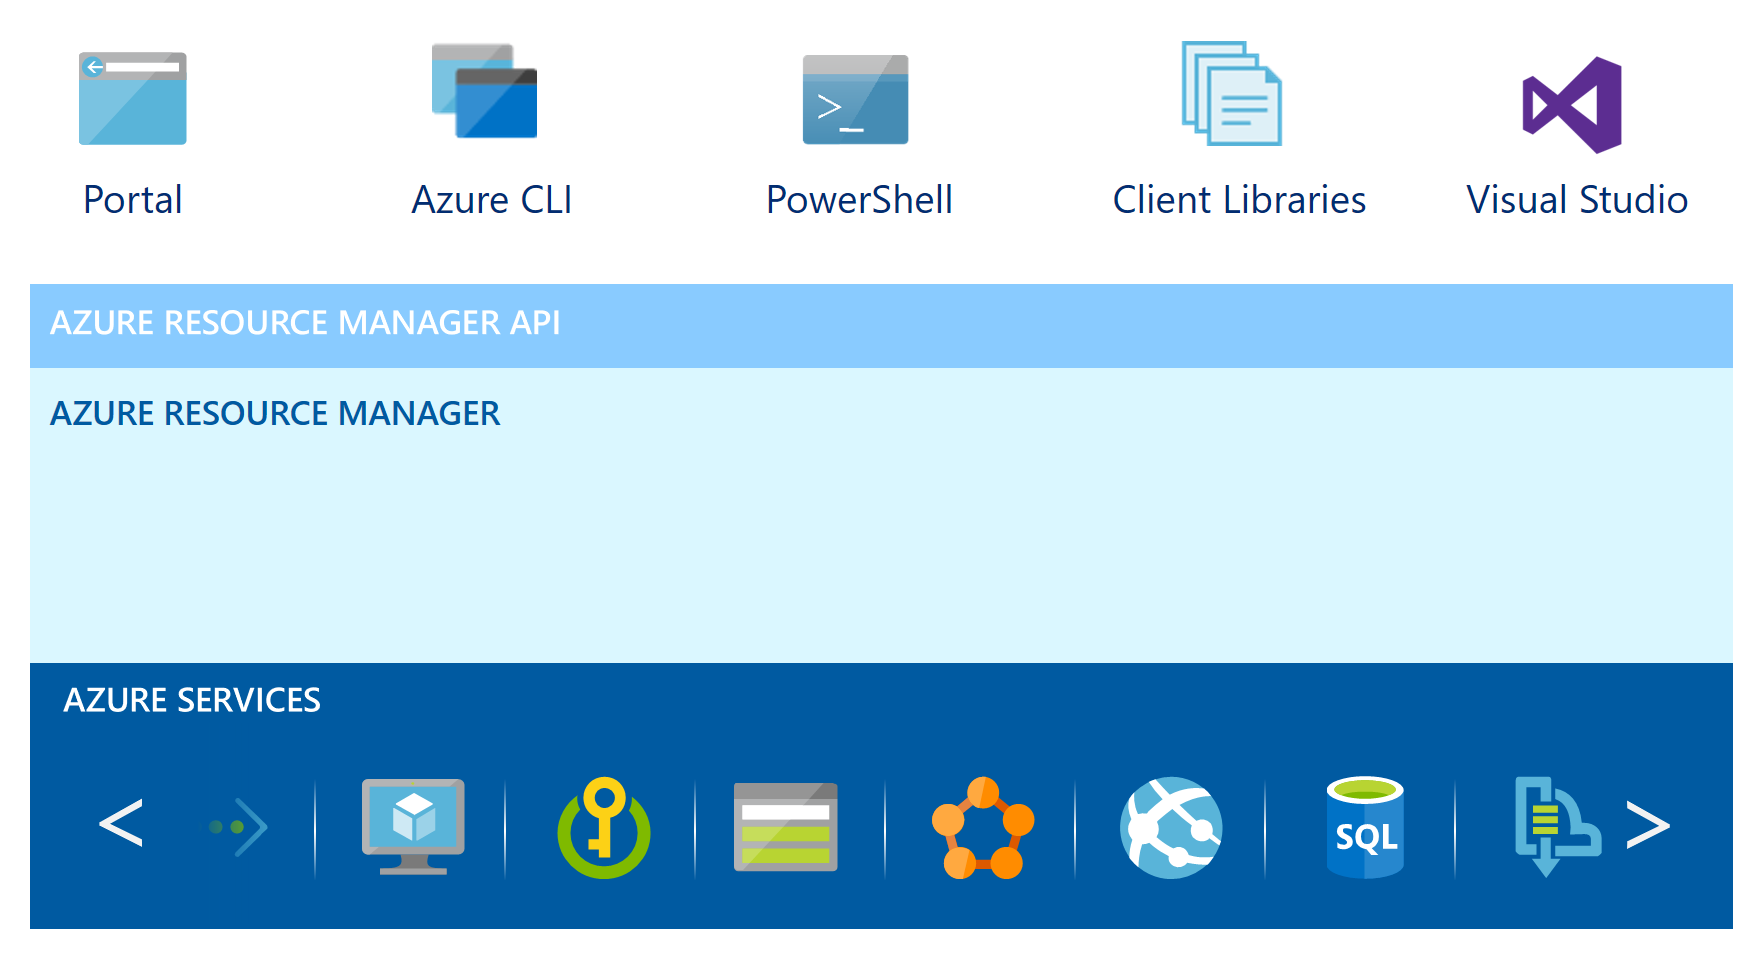 Portal
Azure CLI
>_
PowerShell
Client Libraries
Visual Studio
AZURE RESOURCE MANAGER API
AZURE RESOURCE MANAGER
AZURE SERVICES
<
SQL
>